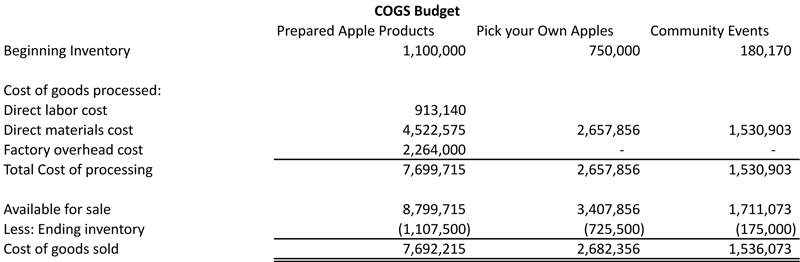 COGS Budget
Prepared Apple Products Pick your Own Apples Community Events
Beginning Inventory 1,100,000 750,000 180,170
Cost of goods processed:
Direct labor cost 913,140
Direct materials cost 4,522,575 2,657,856 1,530,903
Factory overhead cost 2,264,000 - -
Total Cost of processing 7,699,715 2,657,856 1,530,903
Available for sale 8,799,715 3,407,856 1,711,073
Less: Ending inventory (1,107,500) (725,500) (175,000)
Cost of goods sold 7,692,215 2,682,356 1,536,073